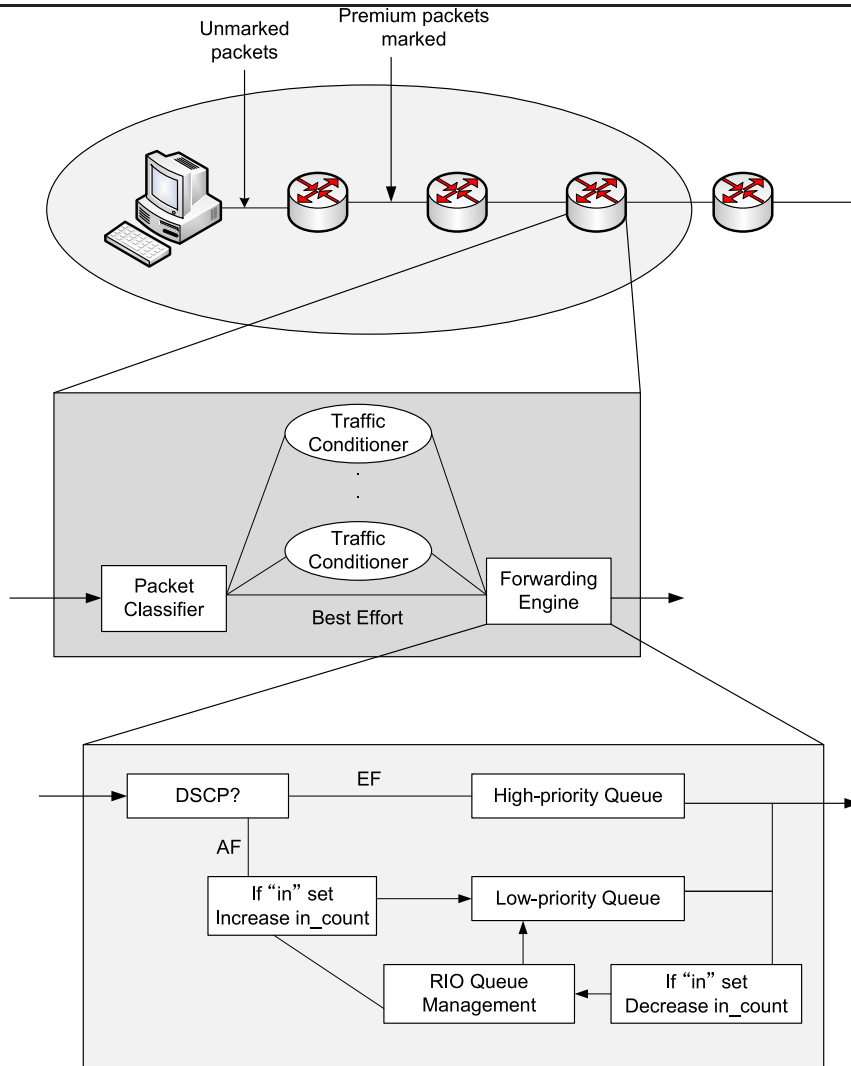 Unmarked
packets
Premium packets
marked
Traffic
Conditioner
.
.
Traffic
Conditioner
Packet
Classifier
Best Effort
Forwarding
Engine
DSCP?
EF
High-priority Queue
AF
If “in” set
Increase in_count
Low-priority Queue
RIO Queue
Management
If “in” set
Decrease in_count